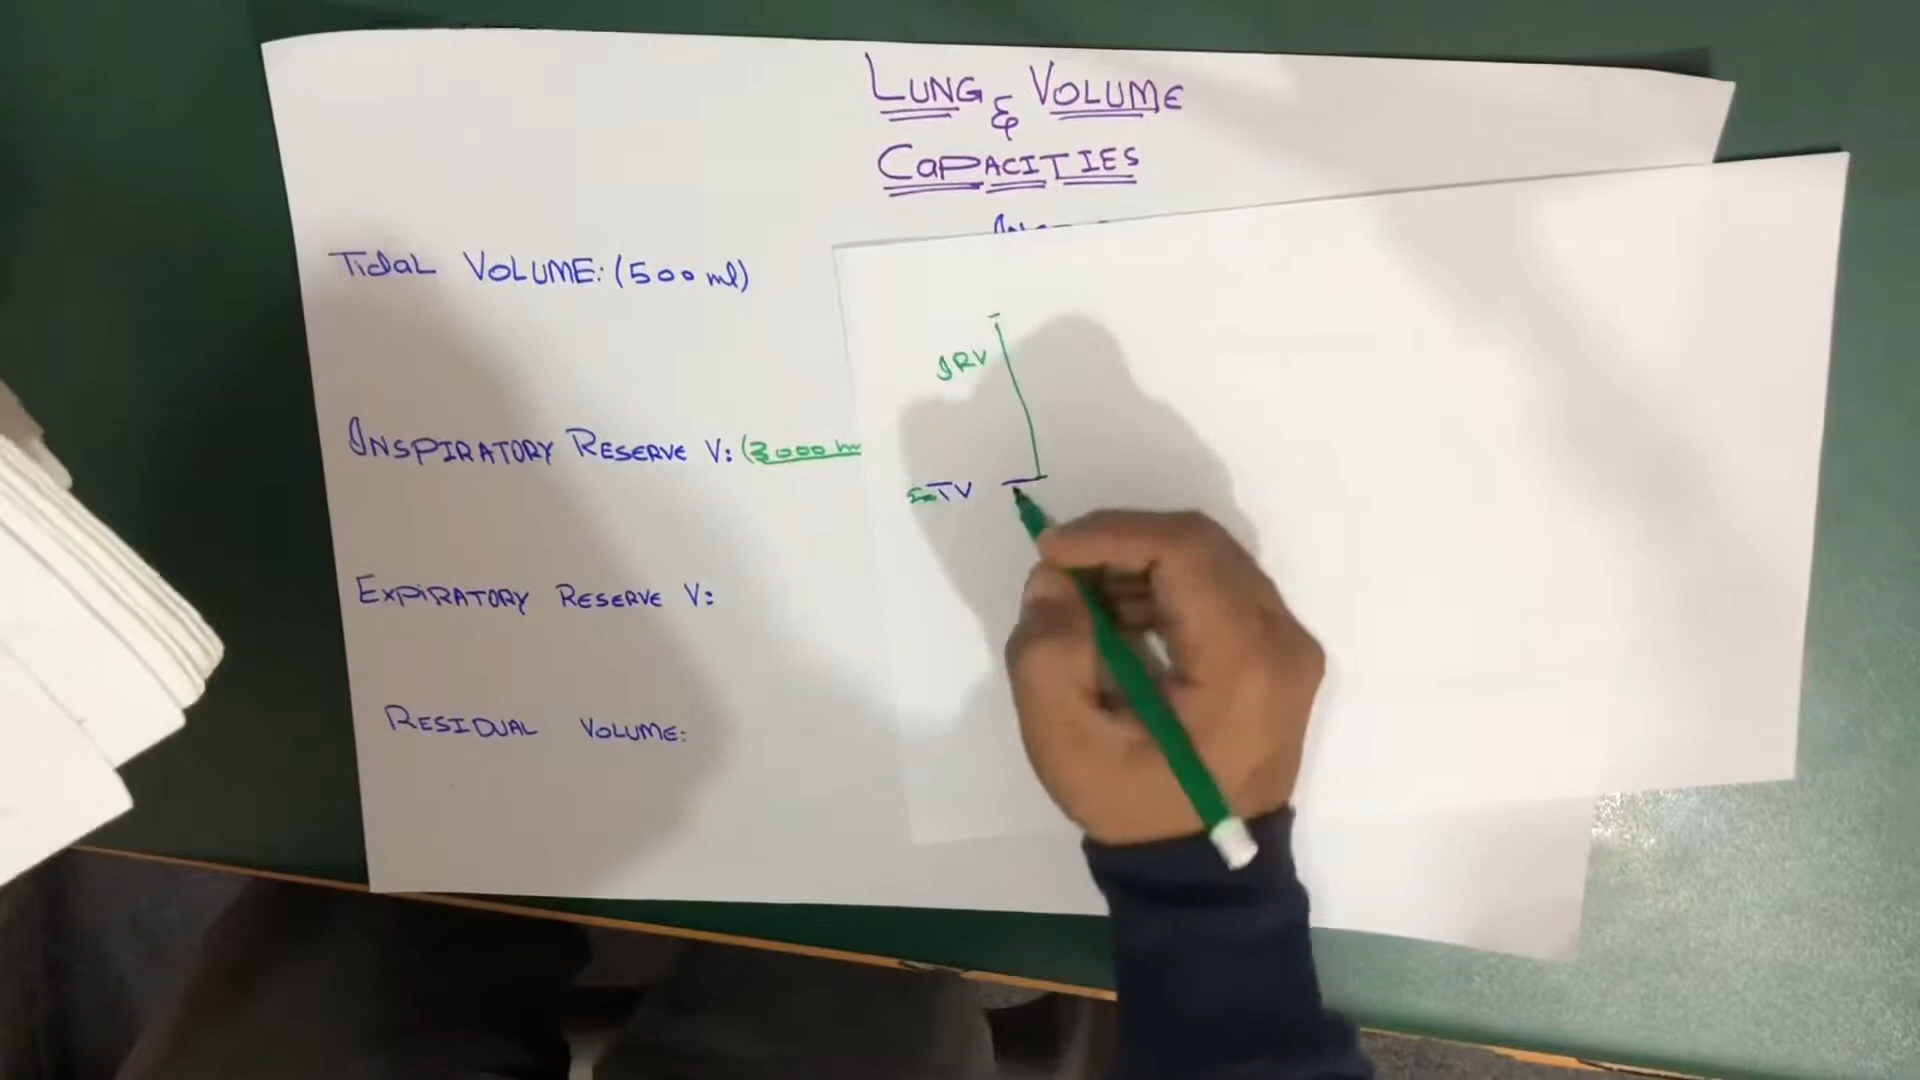 LUNG & VOLUME
CAPACITIES
TIDAL VOLUME: (500 ml)
INSPIRATORY RESERVE V: (3000 m
EXPIRATORY RESERVE V:
RESIDUAL VOLUME:
IRV
TV